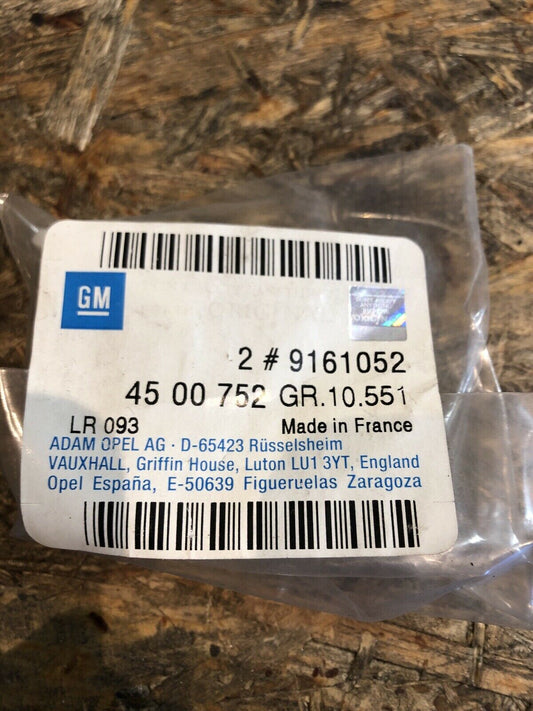 GM
2 # 9161052
45 00 752 GR.10.551
LR 093 Made in France
ADAM OPEL AG · D-65423 Rüsselsheim
VAUXHALL, Griffin House, Luton LU1 3YT, England
Opel España, E-50639 Figueruelas Zaragoza